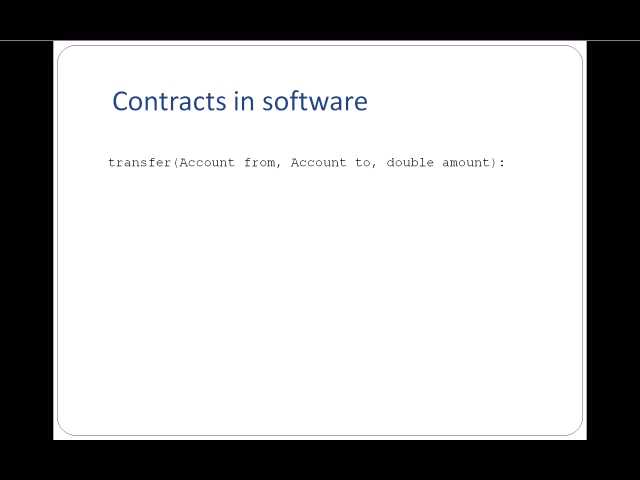 Contracts in software
transfer(Account from, Account to, double amount):